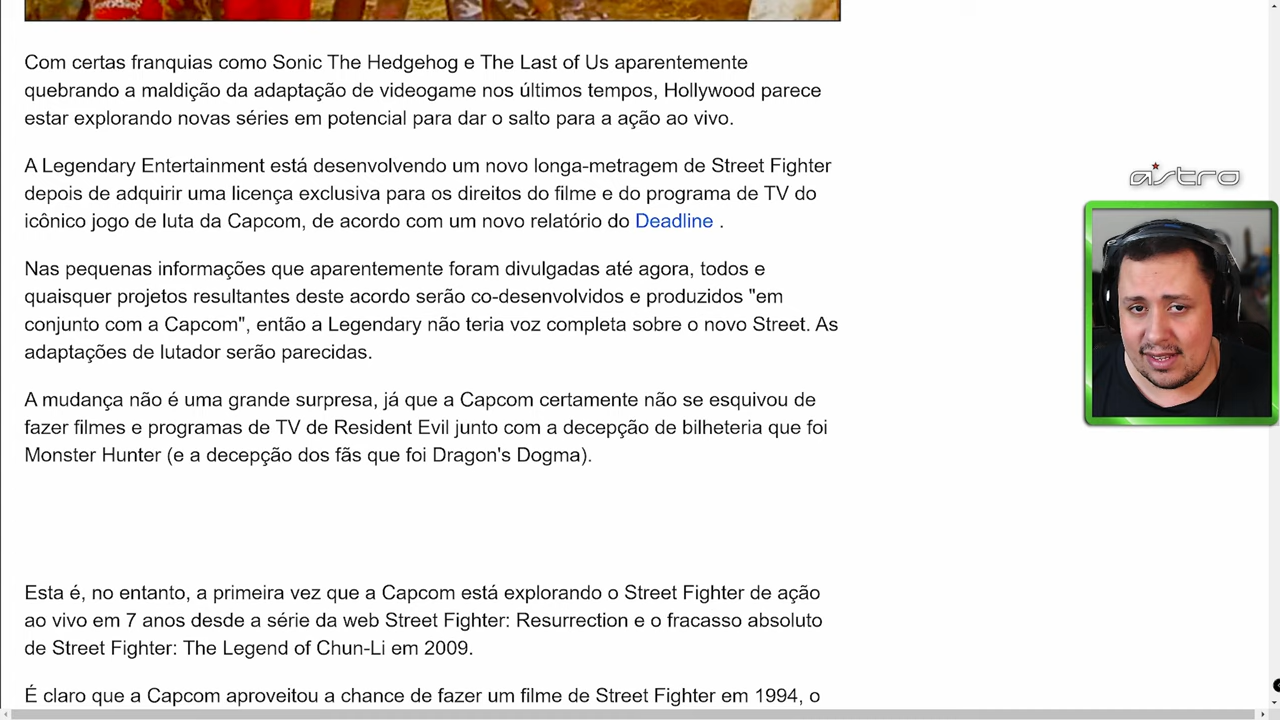 Com certas franquias como Sonic The Hedgehog e The Last of Us aparentemente
quebrando a maldição da adaptação de videogame nos últimos tempos, Hollywood parece
estar explorando novas séries em potencial para dar o salto para a ação ao vivo.
A Legendary Entertainment está desenvolvendo um novo longa-metragem de Street Fighter
depois de adquirir uma licença exclusiva para os direitos do filme e do programa de TV do
icônico jogo de luta da Capcom, de acordo com um novo relatório do Deadline .
Nas pequenas informações que aparentemente foram divulgadas até agora, todos e
quaisquer projetos resultantes deste acordo serão co-desenvolvidos e produzidos "em
conjunto com a Capcom", então a Legendary não teria voz completa sobre o novo Street. As
adaptações de lutador serão parecidas.
A mudança não é uma grande surpresa, já que a Capcom certamente não se esquivou de
fazer filmes e programas de TV de Resident Evil junto com a decepção de bilheteria que foi
Monster Hunter (e a decepção dos fãs que foi Dragon's Dogma).
Esta é, no entanto, a primeira vez que a Capcom está explorando o Street Fighter de ação
ao vivo em 7 anos desde a série da web Street Fighter: Resurrection e o fracasso absoluto
de Street Fighter: The Legend of Chun-Li em 2009.
É claro que a Capcom aproveitou a chance de fazer um filme de Street Fighter em 1994, o
astro